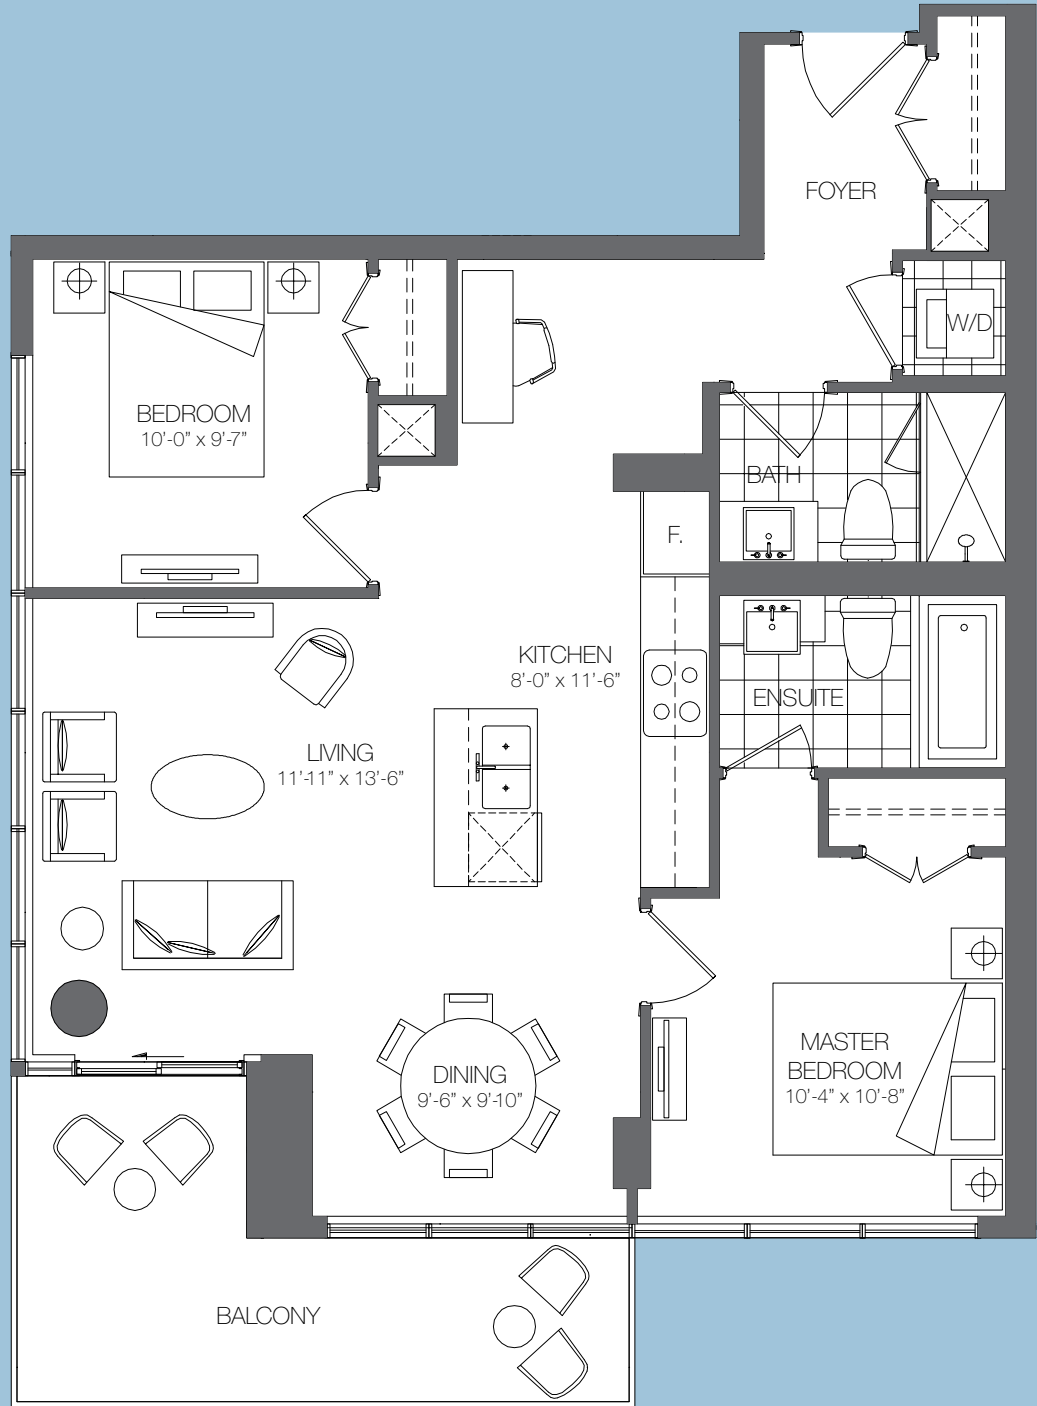 FOYER
W/D
BEDROOM
10'-0" x 9'-7"
BATH
F.
KITCHEN
8'-0" x 11'-6"
ENSUITE
LIVING
11'-11" x 13'-6"
MASTER
BEDROOM
10'-4" x 10'-8"
DINING
9'-6" x 9'-10"
BALCONY